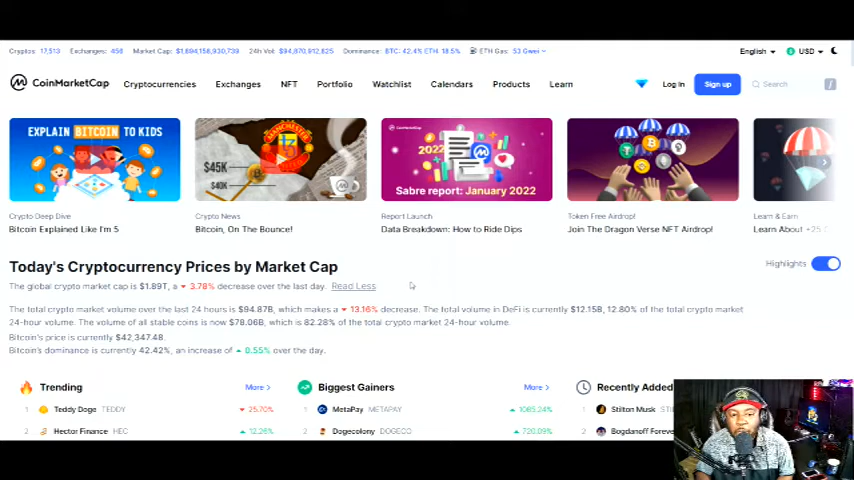 Cryptos: 17,513 Exchanges: 456 Market Cap: $1,894,158,930,739 24h Vol: $94,870,912,825 Dominance: BTC: 42.4% ETH: 18.5% ETH Gas: 53 Gwei English USD
CoinMarketCap Cryptocurrencies Exchanges NFT Portfolio Watchlist Calendars Products Learn Log In Sign up Search /
EXPLAIN BITCOIN TO KIDS
$45K
$40K
MANCHESTER
CoinMarketCap
2022
Sabre report: January 2022
Crypto Deep Dive
Bitcoin Explained Like I'm 5
Crypto News
Bitcoin, On The Bounce!
Report Launch
Data Breakdown: How to Ride Dips
Token Free Airdrop!
Join The Dragon Verse NFT Airdrop!
Learn & Earn
Learn About
Today's Cryptocurrency Prices by Market Cap
Highlights
The global crypto market cap is $1.89T, a 3.78% decrease over the last day. Read Less
The total crypto market volume over the last 24 hours is $94.87B, which makes a 13.16% decrease. The total volume in DeFi is currently $12.15B, 12.80% of the total crypto market
24-hour volume. The volume of all stable coins is now $78.06B, which is 82.28% of the total crypto market 24-hour volume.
Bitcoin's price is currently $42,347.48.
Bitcoin's dominance is currently 42.42%, an increase of 0.55% over the day.
Trending More
1 Teddy Doge TEDDY 25.70%
2 Hector Finance HEC 12.26%
Biggest Gainers More
1 MetaPay METAPAY 1085.24%
2 Dogecolony DOGECO 720.09%
Recently Added
1 Stilton Musk
2 Bogdanoff Forever